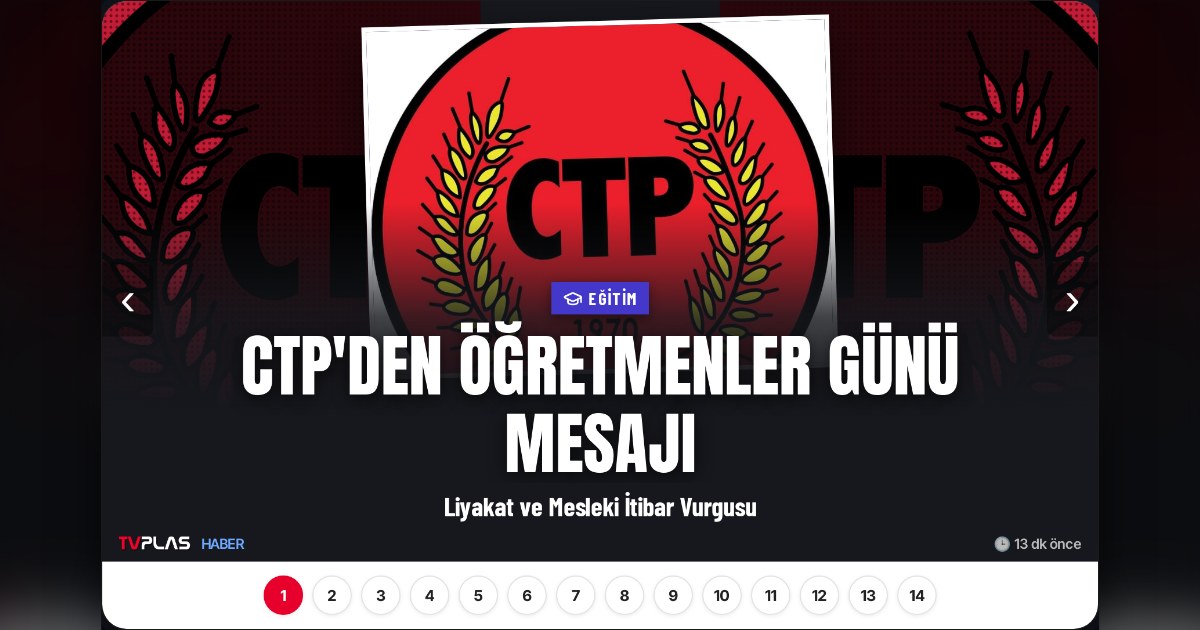 CTP
1970
EĞİTİM
CTP'DEN ÖĞRETMENLER GÜNÜ
MESAJI
Liyakat ve Mesleki İtibar Vurgusu
TVPLAS HABER
13 dk önce
1 2 3 4 5 6 7 8 9 10 11 12 13 14